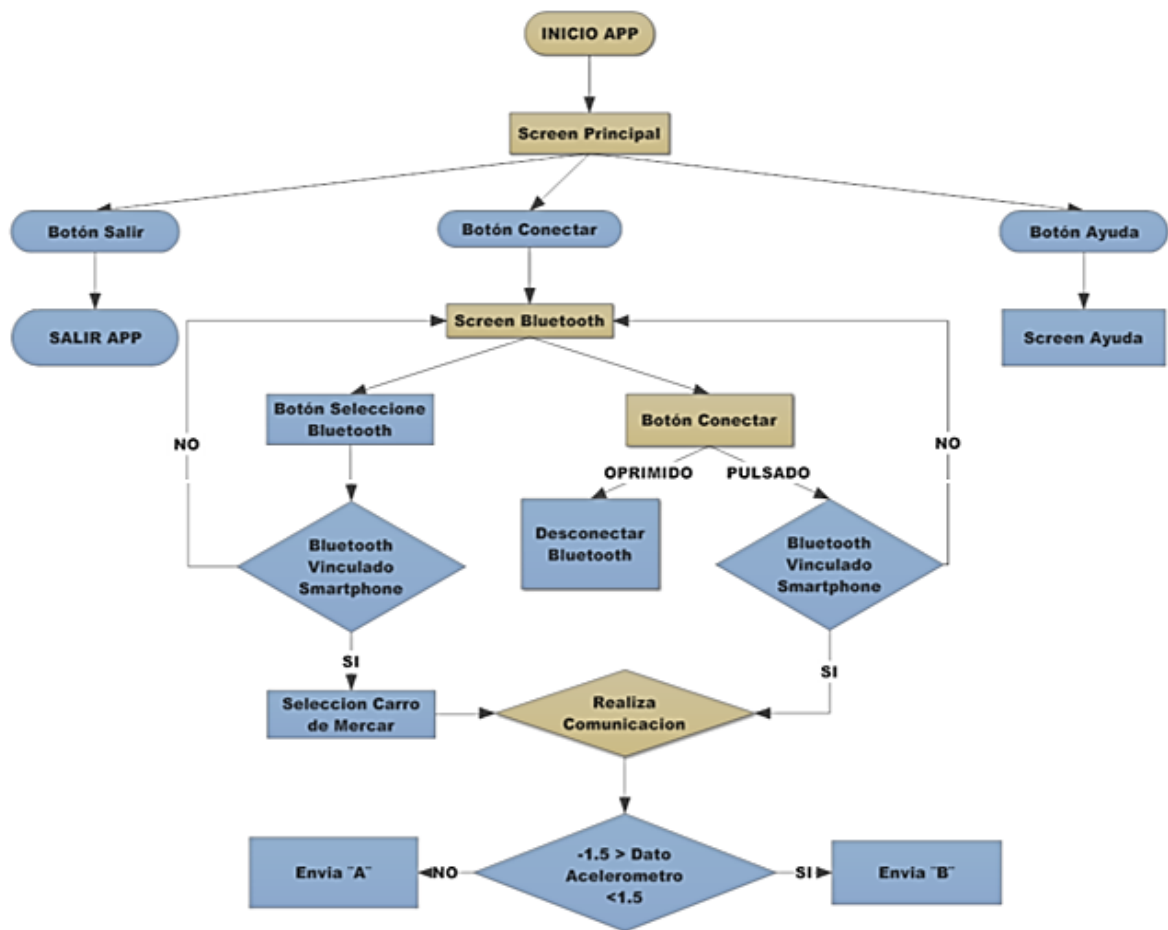 INICIO APP
Screen Principal
Botón Salir
Botón Conectar
Botón Ayuda
SALIR APP
Screen Bluetooth
Screen Ayuda
Botón Seleccione
Bluetooth
Botón Conectar
NO
NO
OPRIMIDO
PULSADO
Desconectar
Bluetooth
Bluetooth
Vinculado
Smartphone
Bluetooth
Vinculado
Smartphone
SI
SI
Seleccion Carro
de Mercar
Realiza
Comunicacion
-1.5 > Dato
Acelerometro
<1.5
Envia ¨A¨
NO
SI
Envia ¨B¨